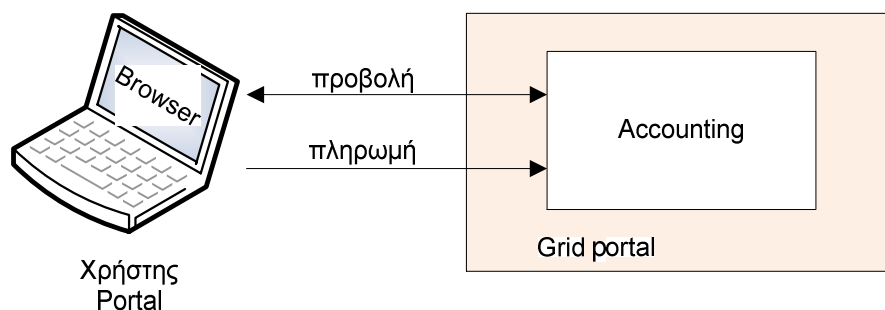 Browser
προβολή
πληρωμή
Accounting
Grid portal
Χρήστης
Portal